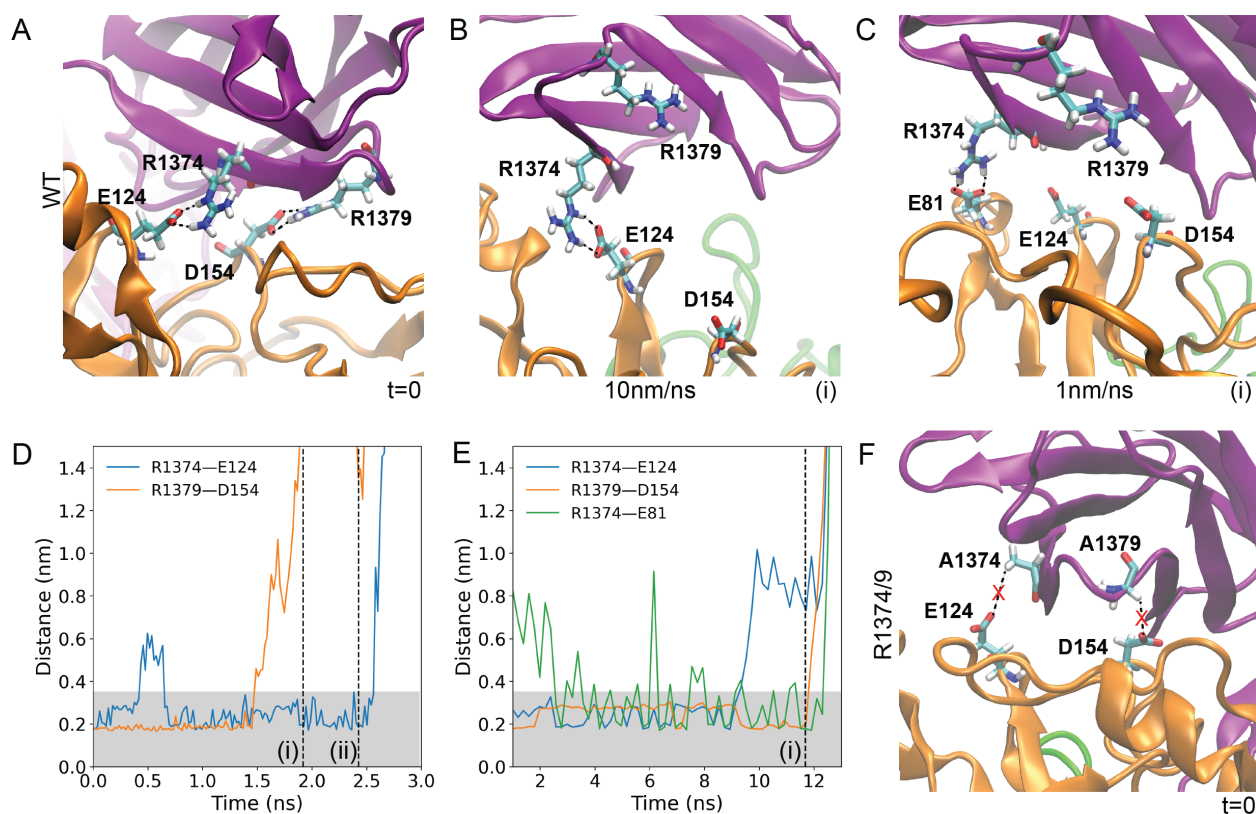 A
B
C
WT
R1374
E124
R1379
D154
t=0
R1379
R1374
E124
D154
10nm/ns
(i)
R1374
R1379
E81
E124
D154
1nm/ns
(i)
D
Distance (nm)
1.4
1.2
1.0
0.8
0.6
0.4
0.2
0.0
R1374—E124
R1379—D154
(i)
(ii)
0.0
0.5
1.0
1.5
2.0
2.5
3.0
Time (ns)
E
Distance (nm)
1.4
1.2
1.0
0.8
0.6
0.4
0.2
0.0
R1374—E124
R1379—D154
R1374—E81
(i)
2
4
6
8
10
12
Time (ns)
F
R1374/9
A1379
A1374
X
E124
X
D154
t=0